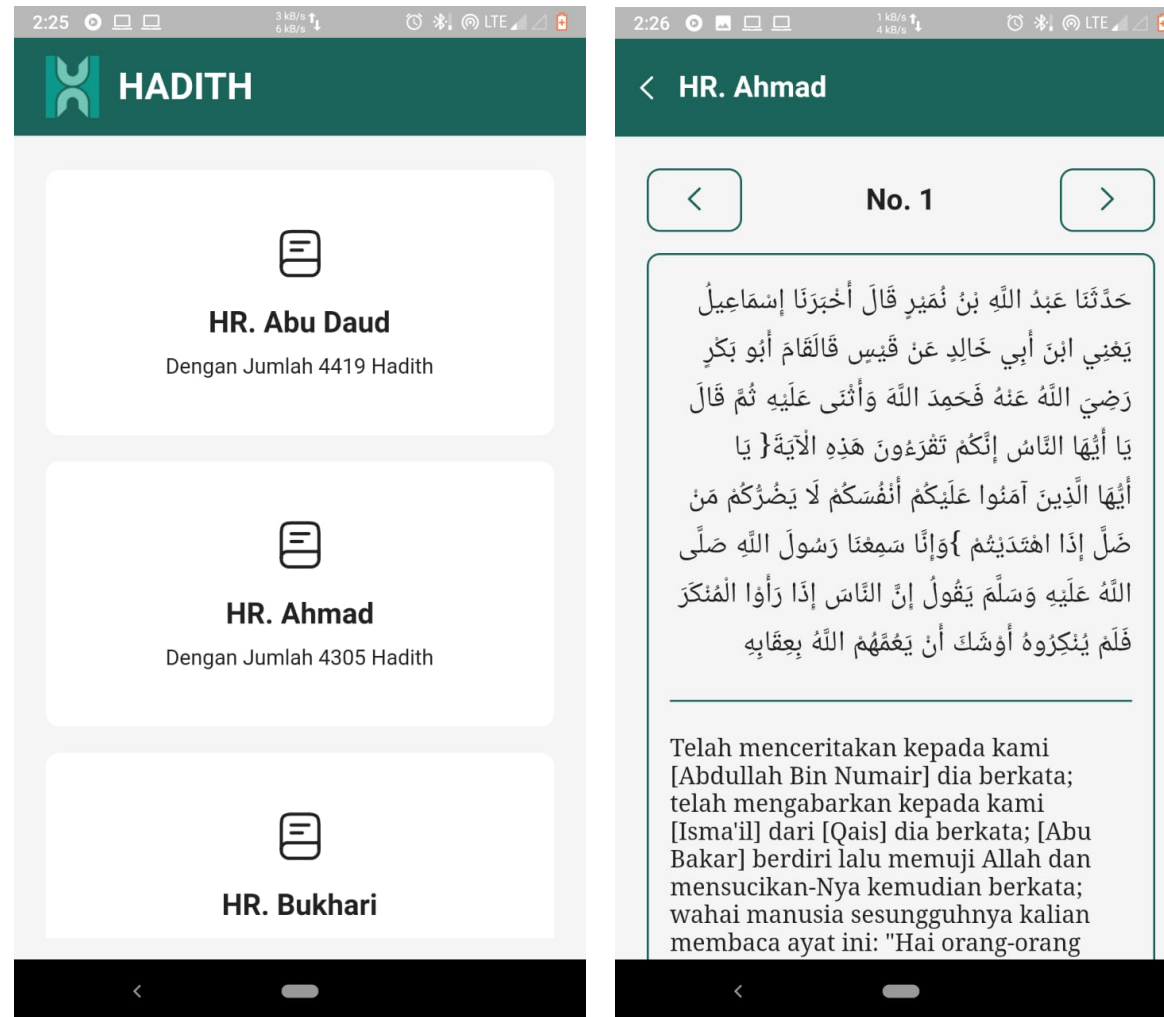 2:25
3 kB/s
6 kB/s
LTE
HADITH
HR. Abu Daud
Dengan Jumlah 4419 Hadith
HR. Ahmad
Dengan Jumlah 4305 Hadith
HR. Bukhari
2:26
1 kB/s
4 kB/s
LTE
HR. Ahmad
No. 1
حَدَّثَنَا عَبْدُ اللَّهِ بْنُ نُمَيْرٍ قَالَ أَخْبَرَنَا إِسْمَاعِيلُ
يَعْنِي ابْنَ أَبِي خَالِدٍ عَنْ قَيْسٍ قَالَقَامَ أَبُو بَكْرٍ
رَضِيَ اللَّهُ عَنْهُ فَحَمِدَ اللَّهَ وَأَثْنَى عَلَيْهِ ثُمَّ قَالَ
يَا أَيُّهَا النَّاسُ إِنَّكُمْ تَقْرَءُونَ هَذِهِ الْآيَةَ{ يَا
أَيُّهَا الَّذِينَ آمَنُوا عَلَيْكُمْ أَنْفُسَكُمْ لَا يَضُرُّكُمْ مَنْ
ضَلَّ إِذَا اهْتَدَيْتُمْ }وَإِنَّا سَمِعْنَا رَسُولَ اللَّهِ صَلَّى
اللَّهُ عَلَيْهِ وَسَلَّمَ يَقُولُ إِنَّ النَّاسَ إِذَا رَأَوْا الْمُنْكَرَ
فَلَمْ يُنْكِرُوهُ أَوْشَكَ أَنْ يَعُمَّهُمْ اللَّهُ بِعِقَابِهِ
Telah menceritakan kepada kami
[Abdullah Bin Numair] dia berkata;
telah mengabarkan kepada kami
[Isma'il] dari [Qais] dia berkata; [Abu
Bakar] berdiri lalu memuji Allah dan
mensucikan-Nya kemudian berkata;
wahai manusia sesungguhnya kalian
membaca ayat ini: "Hai orang-orang